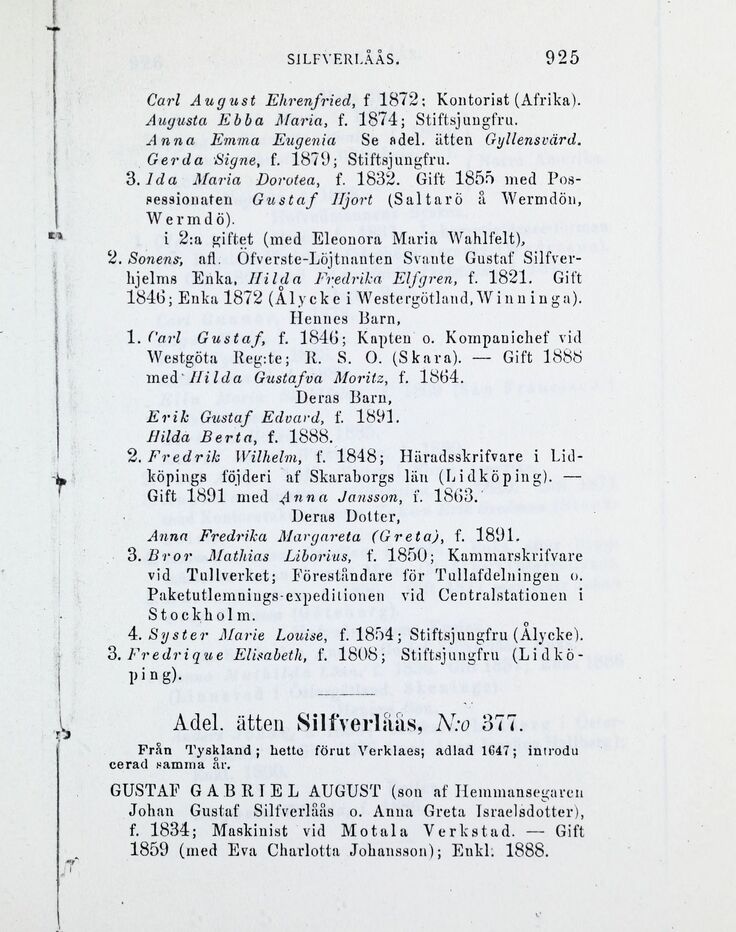 SILFVERLÅÅS. 925
Carl August Ehrenfried, f 1872; Kontorist (Afrika).
Augusta Ebba Maria, f. 1874; Stiftsjungfru.
Anna Emma Eugenia Se adel. ätten Gyllensvärd.
Gerda Signe, f. 1879; Stiftsjungfru.
3. Ida Maria Dorotea, f. 1832. Gift 1855 med Pos-
sessionaten Gustaf Hjort (Saltarö å Wermdön,
Wermdö).
i 2:a giftet (med Eleonora Maria Wahlfelt),
2. Sonens, afl. Öfverste-Löjtnanten Svante Gustaf Silfver-
hjelms Enka, Hilda Fredrika Elfgren, f. 1821. Gift
1846; Enka 1872 (Ålycke i Westergötland, Winninga).
Hennes Barn,
1. Carl Gustaf, f. 1846; Kapten o. Kompanichef vid
Westgöta Reg:te; R. S. O. (Skara). — Gift 1888
med Hilda Gustafva Moritz, f. 1864.
Deras Barn,
Erik Gustaf Edvard, f. 1891.
Hilda Berta, f. 1888.
2. Fredrik Wilhelm, f. 1848; Häradsskrifvare i Lid-
köpings föjderi af Skaraborgs län (Lidköping). —
Gift 1891 med Anna Jansson, f. 1863.
Deras Dotter,
Anna Fredrika Margareta (Greta), f. 1891.
3. Bror Mathias Liborius, f. 1850; Kammarskrifvare
vid Tullverket; Föreståndare för Tullafdelningen o.
Paketutlemnings-expeditionen vid Centralstationen i
Stockholm.
4. Syster Marie Louise, f. 1854; Stiftsjungfru (Ålycke).
3. Fredrique Elisabeth, f. 1808; Stiftsjungfru (Lidkö-
ping).
Adel. ätten Silfverlåås, N:o 377.
Från Tyskland; hette förut Verklaes; adlad 1647; introdu
cerad samma år.
GUSTAF GABRIEL AUGUST (son af Hemmansegaren
Johan Gustaf Silfverlåås o. Anna Greta Israelsdotter),
f. 1834; Maskinist vid Motala Verkstad. — Gift
1859 (med Eva Charlotta Johansson); Enkl. 1888.